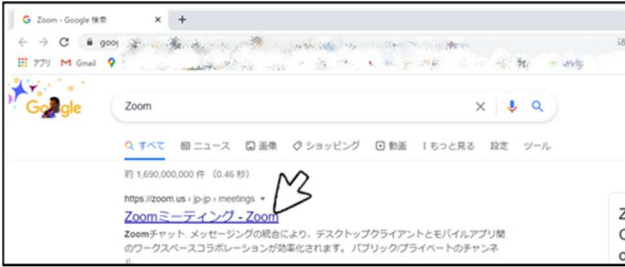 Zoom - Google 検索
goo
アプリ
Gmail
Google
Zoom
すべて ニュース 画像 ショッピング 動画 もっと見る 設定 ツール
約 1,690,000,000 件 (0.46 秒)
https://zoom.us › jp-jp › meetings
Zoomミーティング - Zoom
Zoomチャット. メッセージングの統合により、デスクトップクライアントとモバイルアプリ間
のワークスペースコラボレーションが効率化されます。 パブリック/プライベートのチャンネ